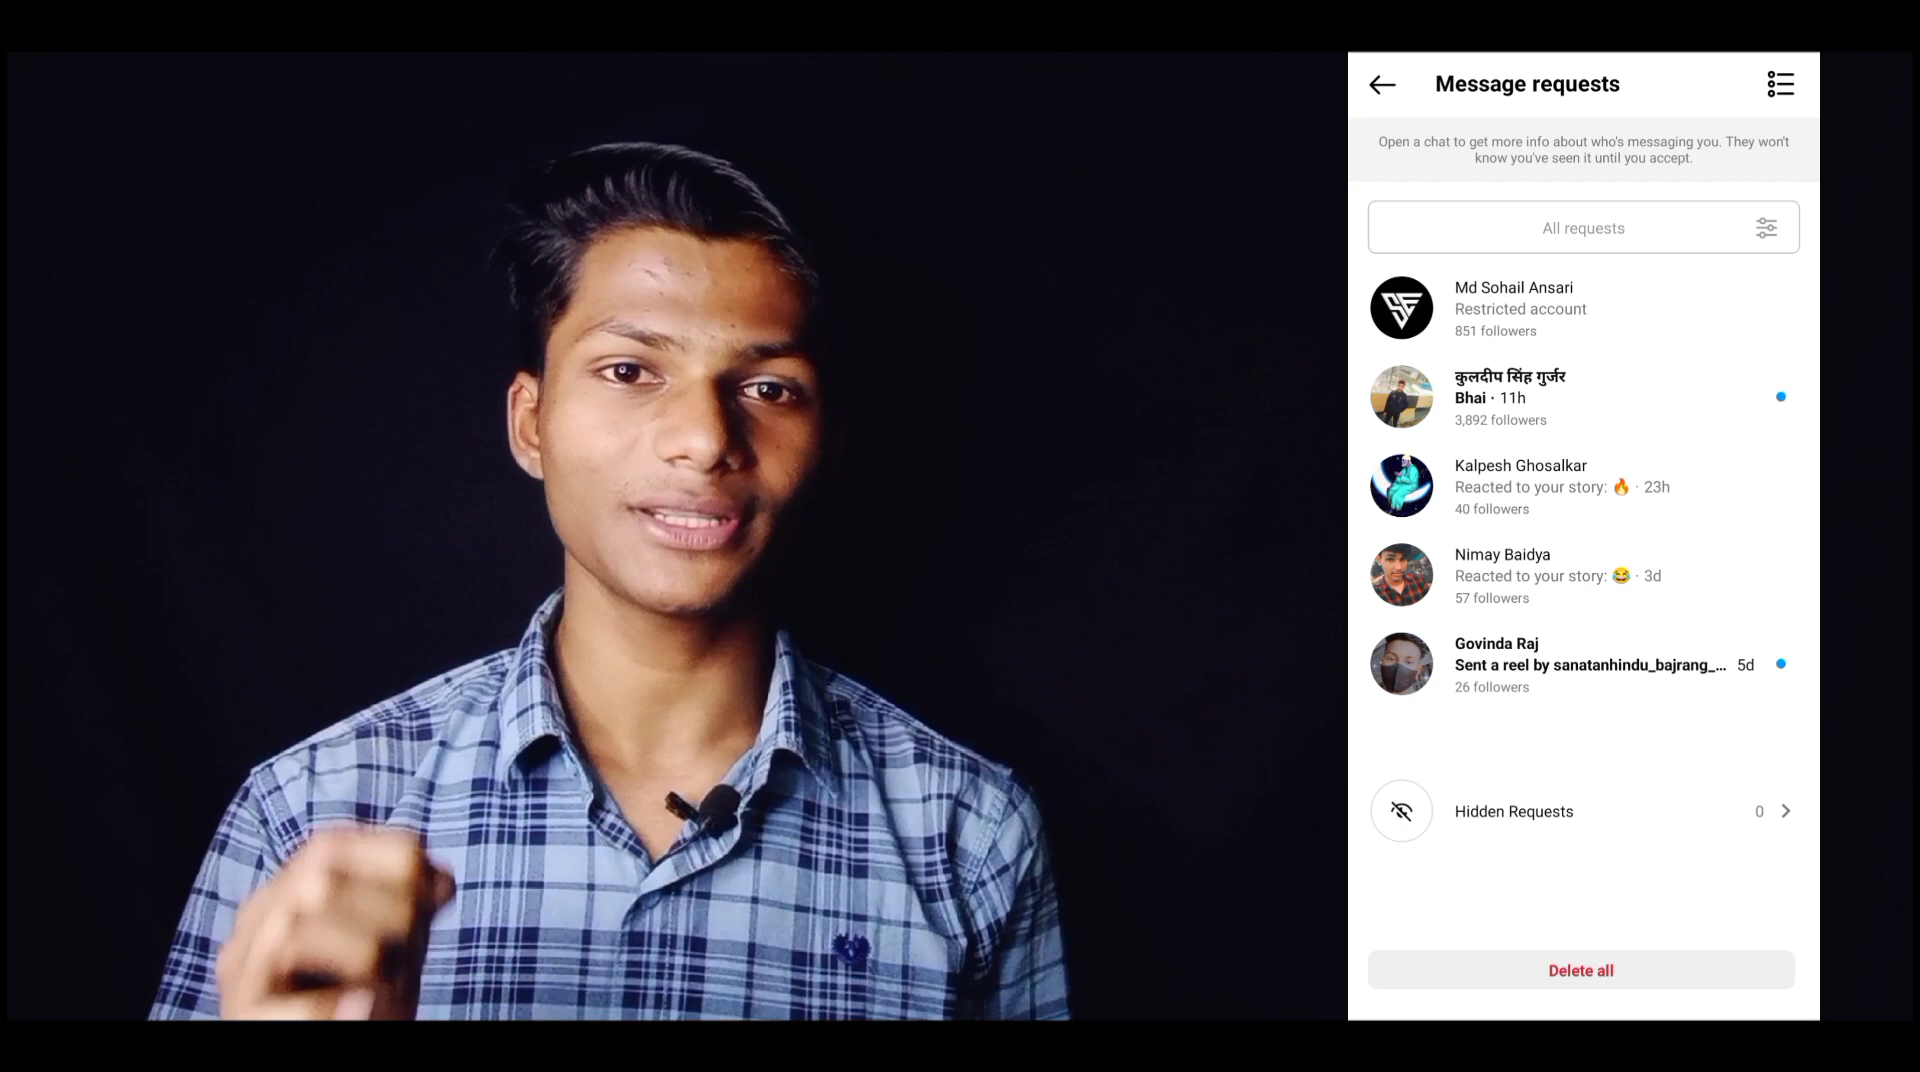 Message requests
Open a chat to get more info about who's messaging you. They won't
know you've seen it until you accept.
All requests
Md Sohail Ansari
Restricted account
851 followers
कुलदीप सिंह गुर्जर
Bhai · 11h
3,892 followers
Kalpesh Ghosalkar
Reacted to your story: 🔥 · 23h
40 followers
Nimay Baidya
Reacted to your story: 😂 · 3d
57 followers
Govinda Raj
Sent a reel by sanatanhindu_bajrang_... 5d
26 followers
Hidden Requests 0
Delete all